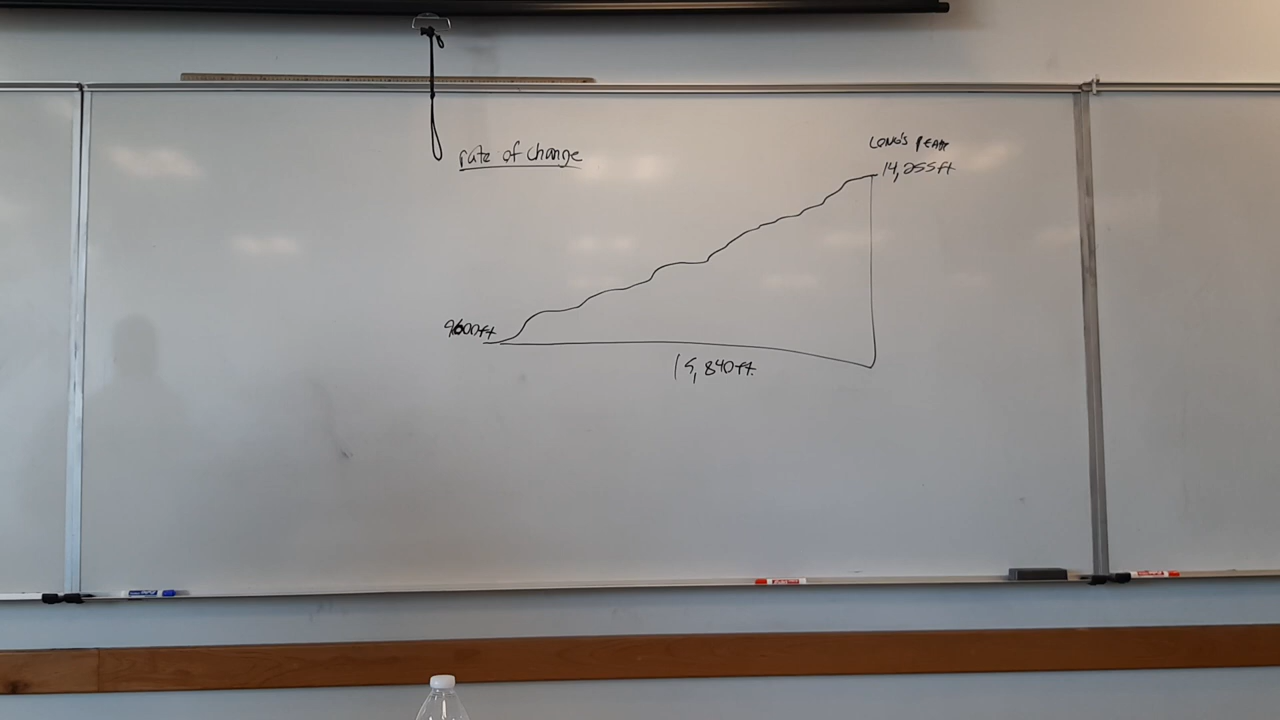 rate of change
LONG'S PEAK
14,255ft
9600ft
15,840ft.